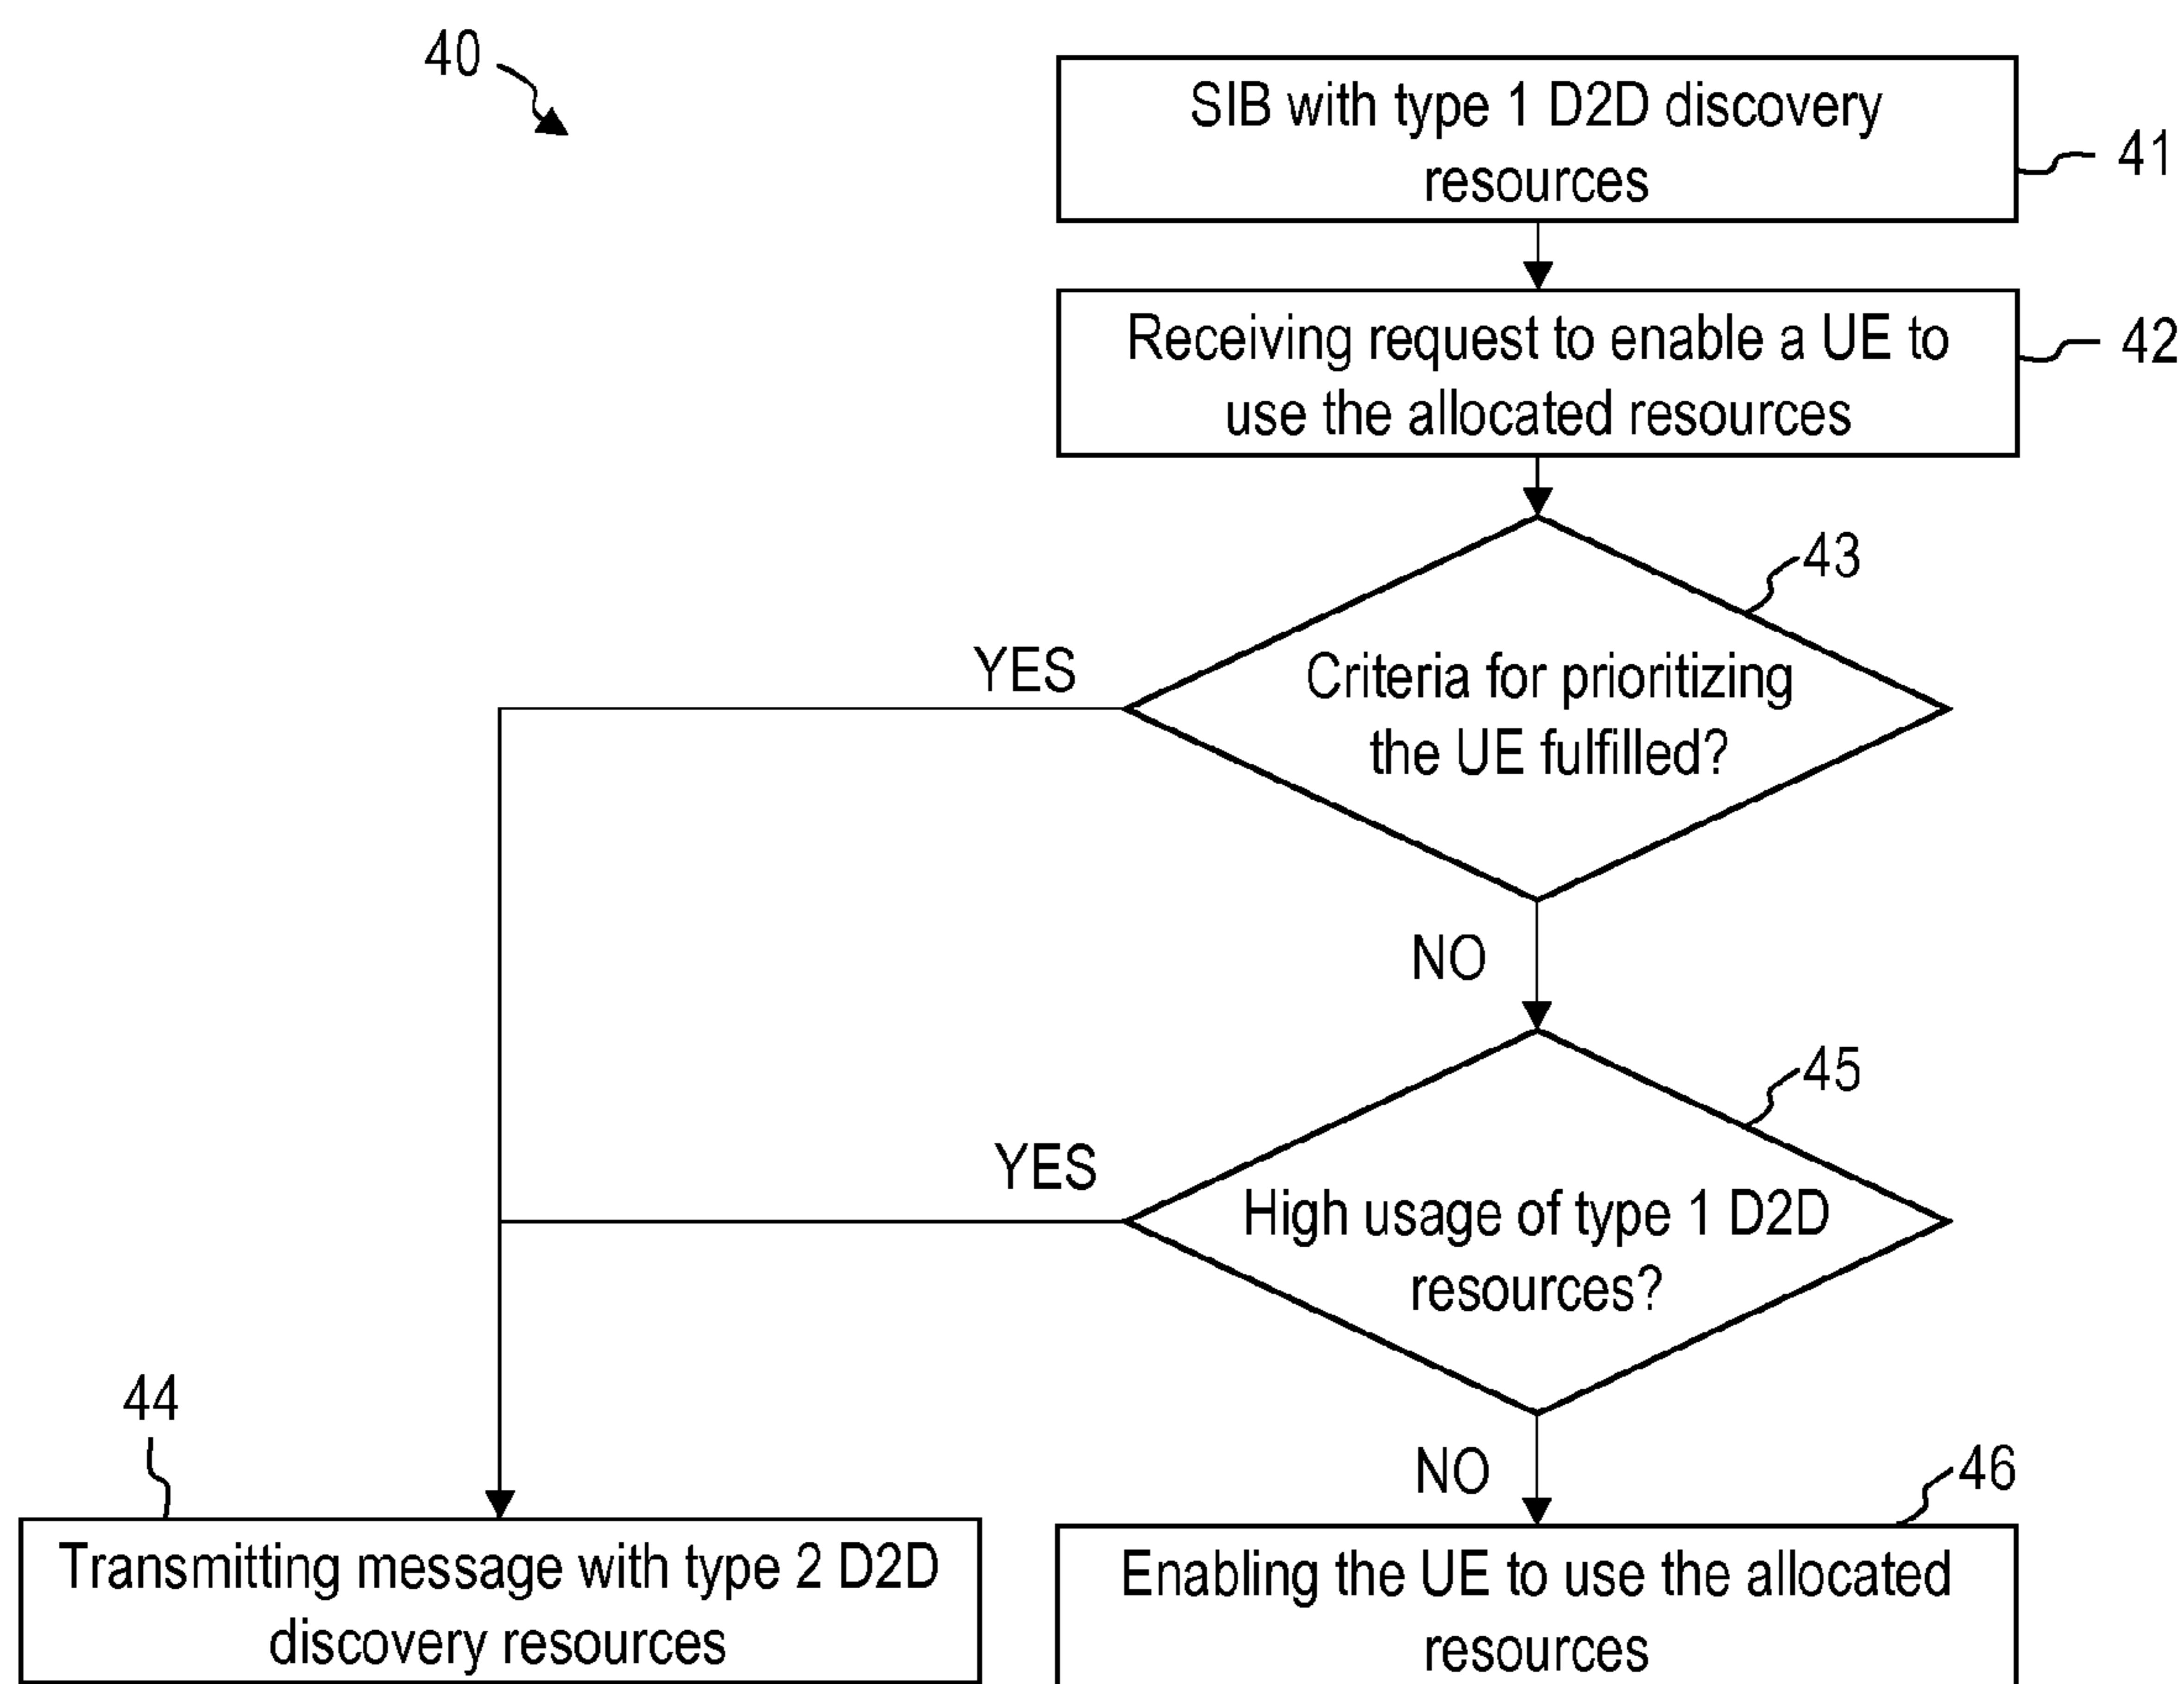 40
SIB with type 1 D2D discovery
resources
41
Receiving request to enable a UE to
use the allocated resources
42
43
Criteria for prioritizing
the UE fulfilled?
YES
NO
45
High usage of type 1 D2D
resources?
YES
NO
44
Transmitting message with type 2 D2D
discovery resources
46
Enabling the UE to use the allocated
resources